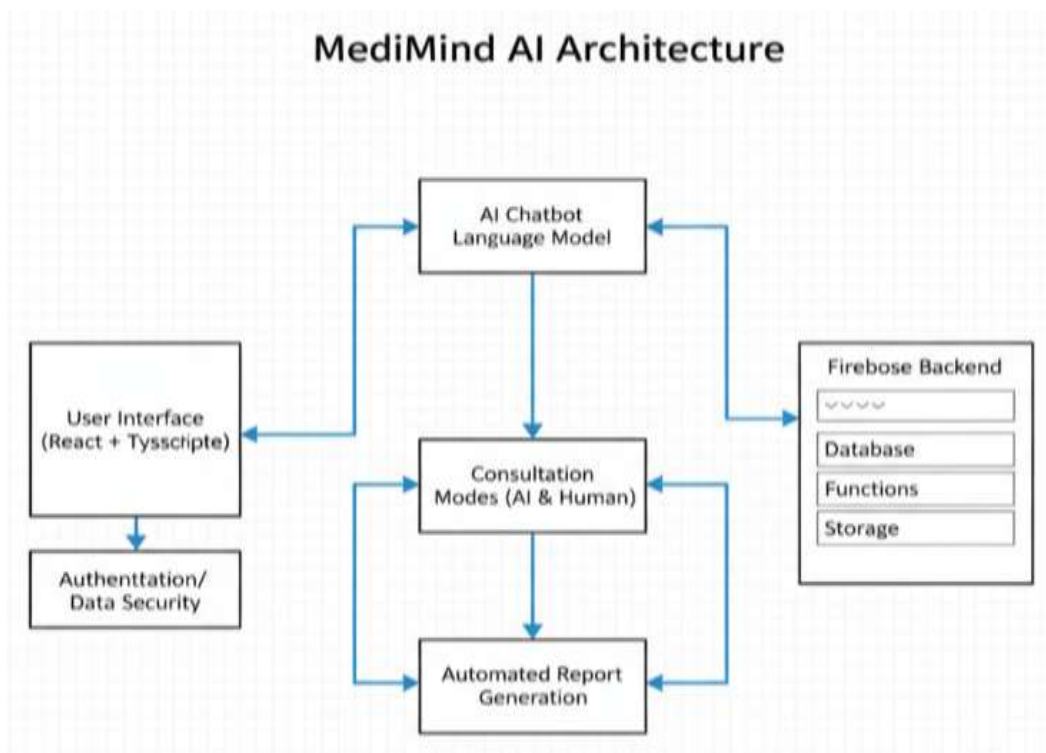 MediMind AI Architecture
AI Chatbot
Language Model
User Interface
(React + Tysscripte)
Authenttation/
Data Security
Consultation
Modes (AI & Human)
Automated Report
Generation
Firebose Backend
Database
Functions
Storage